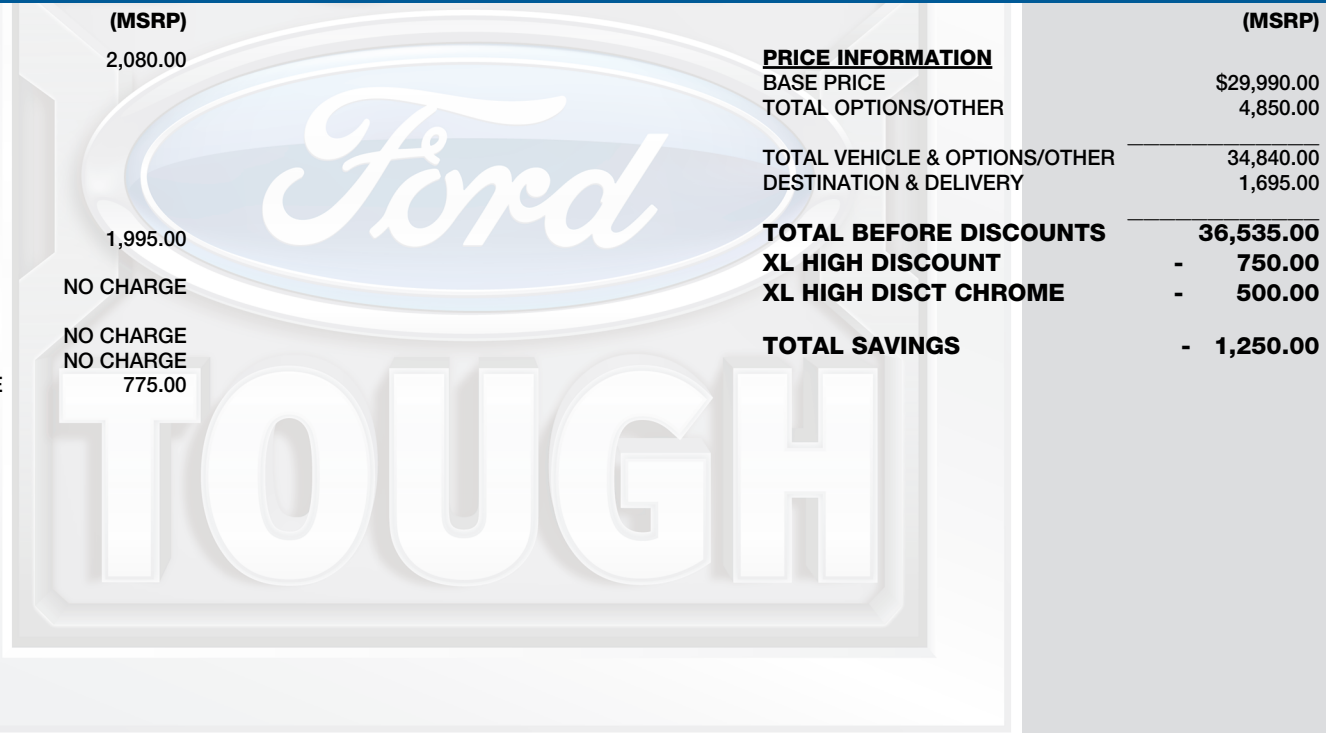 (MSRP)
2,080.00
1,995.00
NO CHARGE
NO CHARGE
NO CHARGE
E 775.00
Ford
TOUGH
(MSRP)
PRICE INFORMATION
BASE PRICE $29,990.00
TOTAL OPTIONS/OTHER 4,850.00
TOTAL VEHICLE & OPTIONS/OTHER 34,840.00
DESTINATION & DELIVERY 1,695.00
TOTAL BEFORE DISCOUNTS 36,535.00
XL HIGH DISCOUNT - 750.00
XL HIGH DISCT CHROME - 500.00
TOTAL SAVINGS - 1,250.00